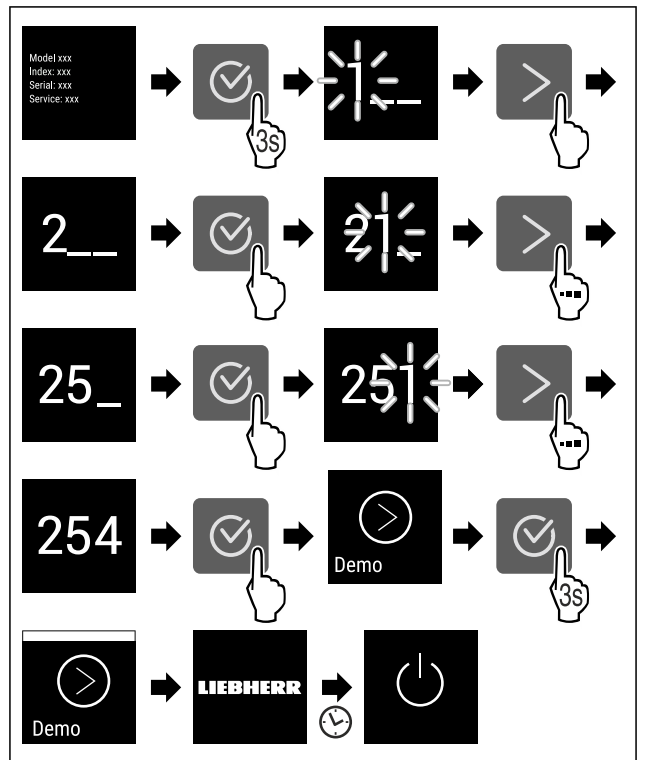 Model xxx
Index: xxx
Serial: xxx
Service: xxx
3s
1__
2__
21_
25_
251
254
Demo
3s
Demo
LIEBHERR